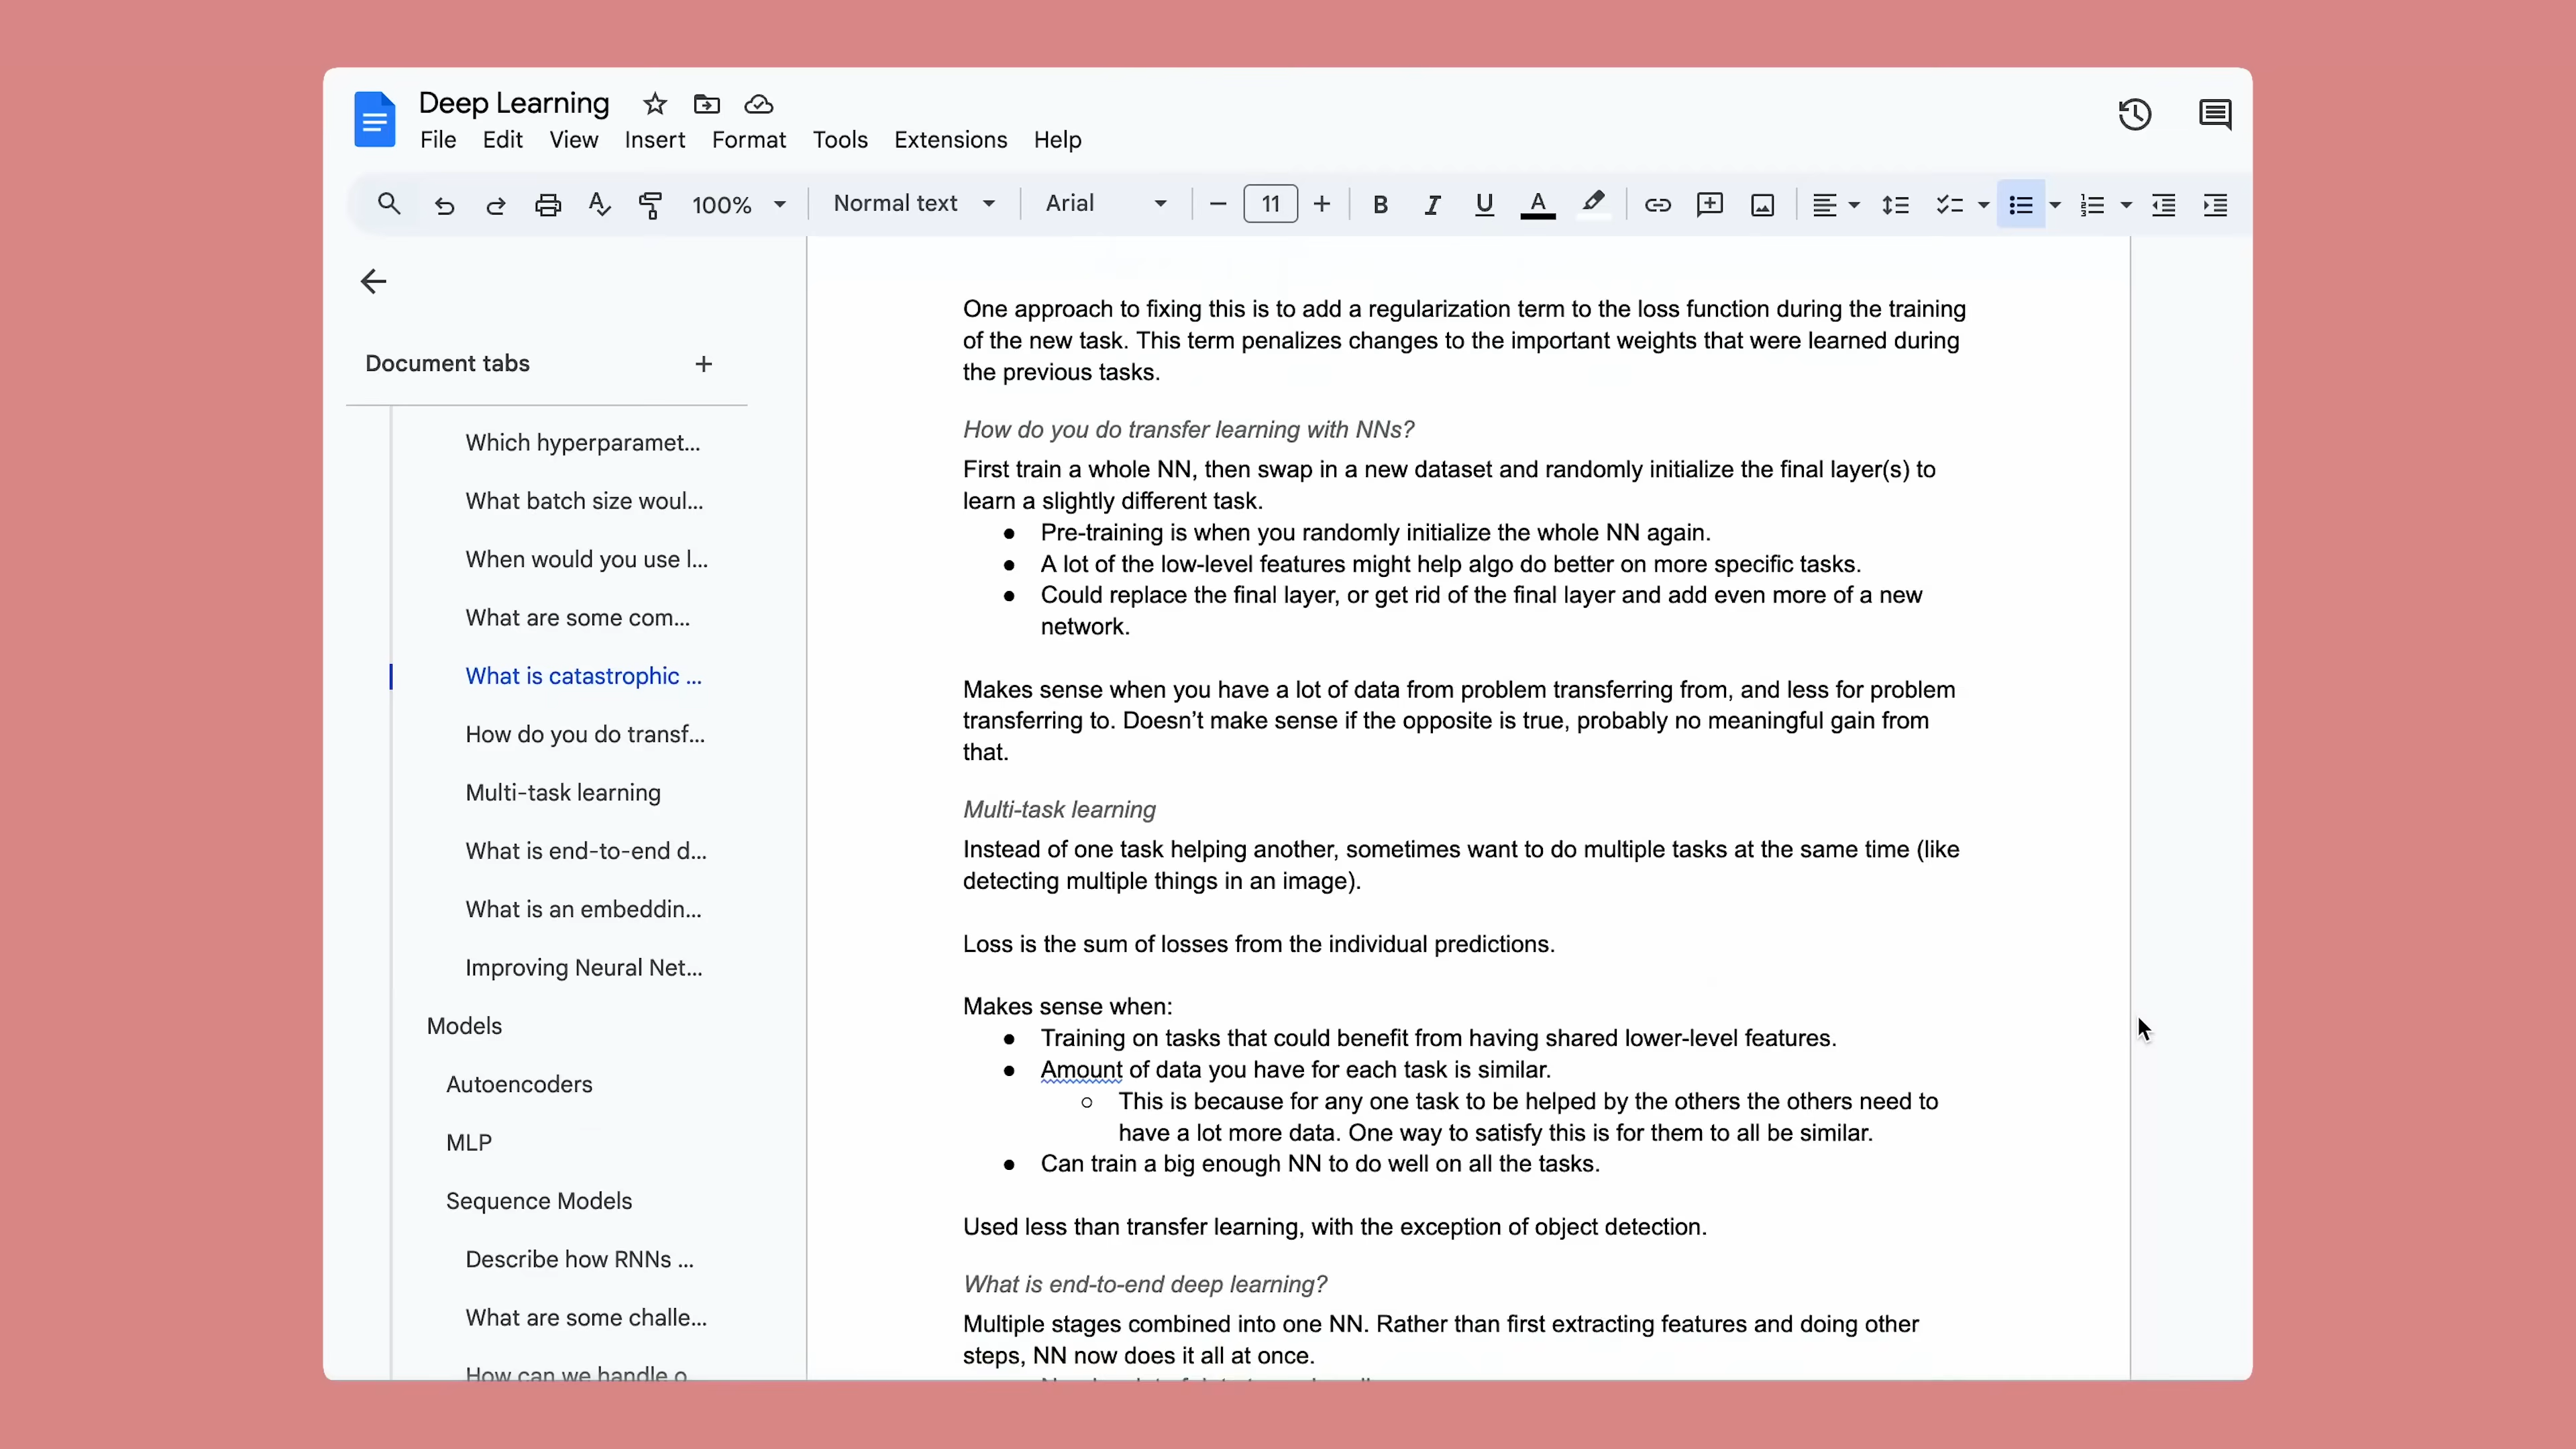 Deep Learning
File Edit View Insert Format Tools Extensions Help
100% Normal text Arial 11
Document tabs
Which hyperparamet...
What batch size woul...
When would you use l...
What are some com...
What is catastrophic ...
How do you do transf...
Multi-task learning
What is end-to-end d...
What is an embeddin...
Improving Neural Net...
Models
Autoencoders
MLP
Sequence Models
Describe how RNNs ...
What are some challe...
How can we handle o
One approach to fixing this is to add a regularization term to the loss function during the training
of the new task. This term penalizes changes to the important weights that were learned during
the previous tasks.
How do you do transfer learning with NNs?
First train a whole NN, then swap in a new dataset and randomly initialize the final layer(s) to
learn a slightly different task.
● Pre-training is when you randomly initialize the whole NN again.
● A lot of the low-level features might help algo do better on more specific tasks.
● Could replace the final layer, or get rid of the final layer and add even more of a new
network.
Makes sense when you have a lot of data from problem transferring from, and less for problem
transferring to. Doesn’t make sense if the opposite is true, probably no meaningful gain from
that.
Multi-task learning
Instead of one task helping another, sometimes want to do multiple tasks at the same time (like
detecting multiple things in an image).
Loss is the sum of losses from the individual predictions.
Makes sense when:
● Training on tasks that could benefit from having shared lower-level features.
● Amount of data you have for each task is similar.
○ This is because for any one task to be helped by the others the others need to
have a lot more data. One way to satisfy this is for them to all be similar.
● Can train a big enough NN to do well on all the tasks.
Used less than transfer learning, with the exception of object detection.
What is end-to-end deep learning?
Multiple stages combined into one NN. Rather than first extracting features and doing other
steps, NN now does it all at once.